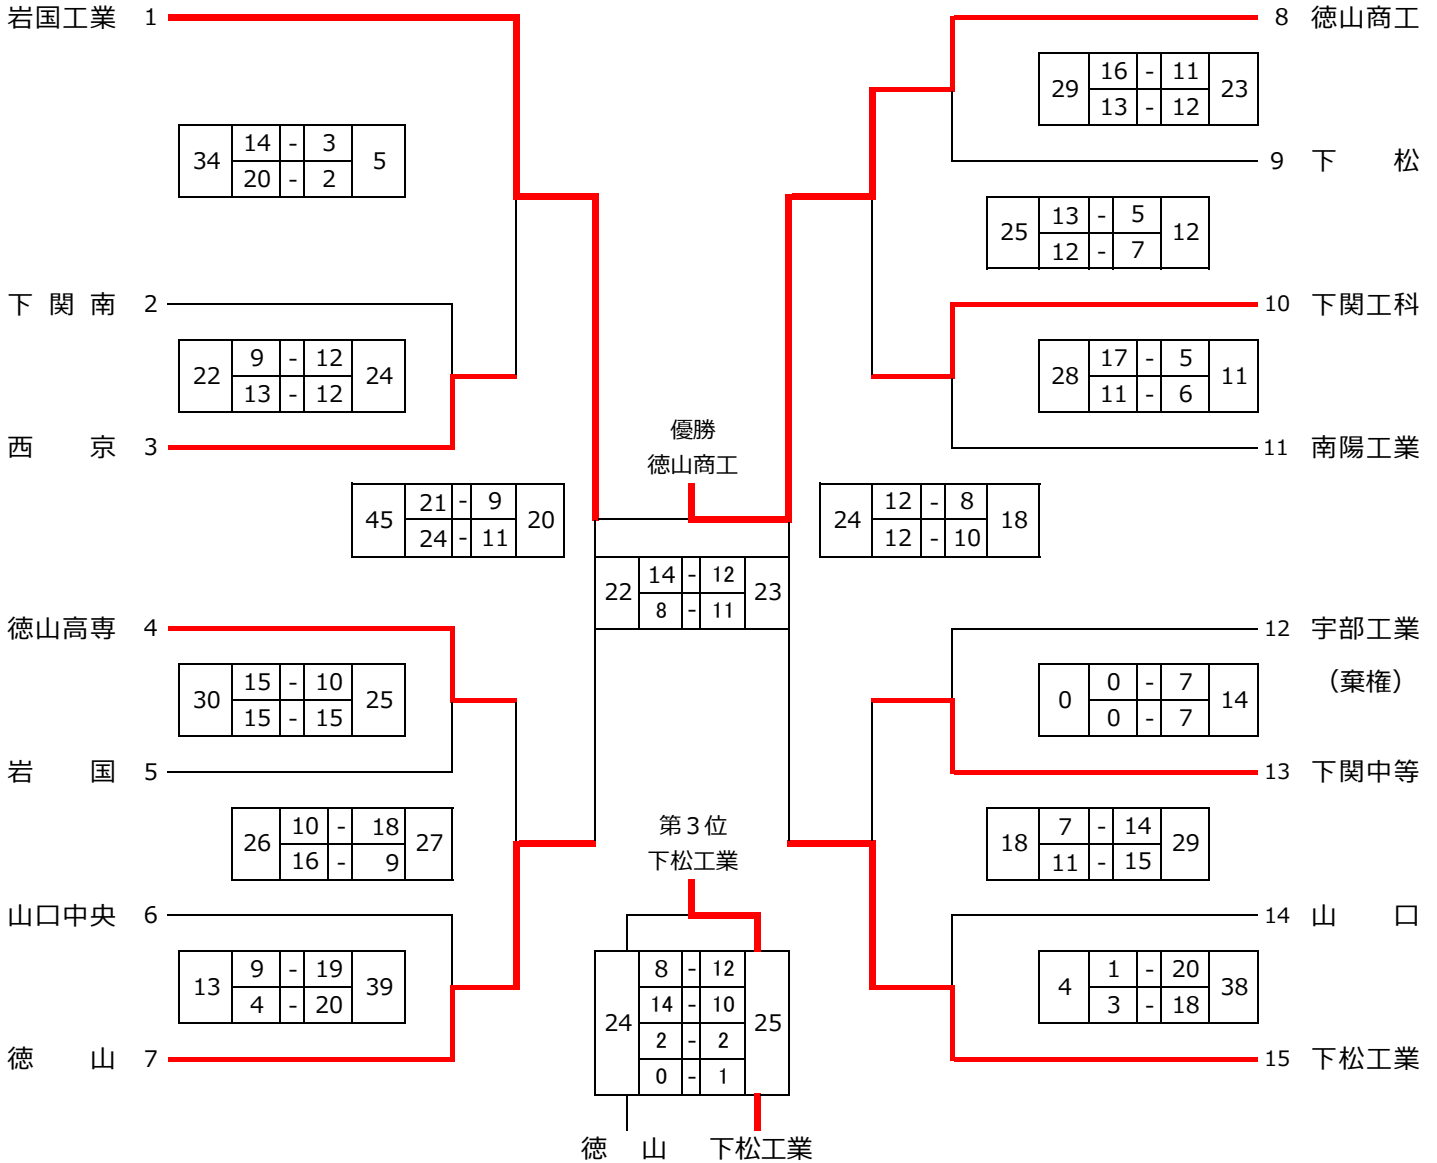 岩国工業 1
8 徳山商工
29 16 - 11 23
13 - 12
34 14 - 3 5
20 - 2
9 下 松
25 13 - 5 12
12 - 7
下関南 2
10 下関工科
22 9 - 12 24
13 - 12
28 17 - 5 11
11 - 6
西 京 3
優勝
徳山商工
11 南陽工業
45 21 - 9 20
24 - 11
24 12 - 8 18
12 - 10
22 14 - 12 23
8 - 11
徳山高専 4
12 宇部工業
(棄権)
30 15 - 10 25
15 - 15
0 0 - 7 14
0 - 7
岩 国 5
13 下関中等
26 10 - 18 27
16 - 9
第3位
下松工業
18 7 - 14 29
11 - 15
山口中央 6
14 山 口
13 9 - 19 39
4 - 20
24 8 - 12 25
14 - 10
2 - 2
0 - 1
4 1 - 20 38
3 - 18
徳 山 7
15 下松工業
徳 山 下松工業